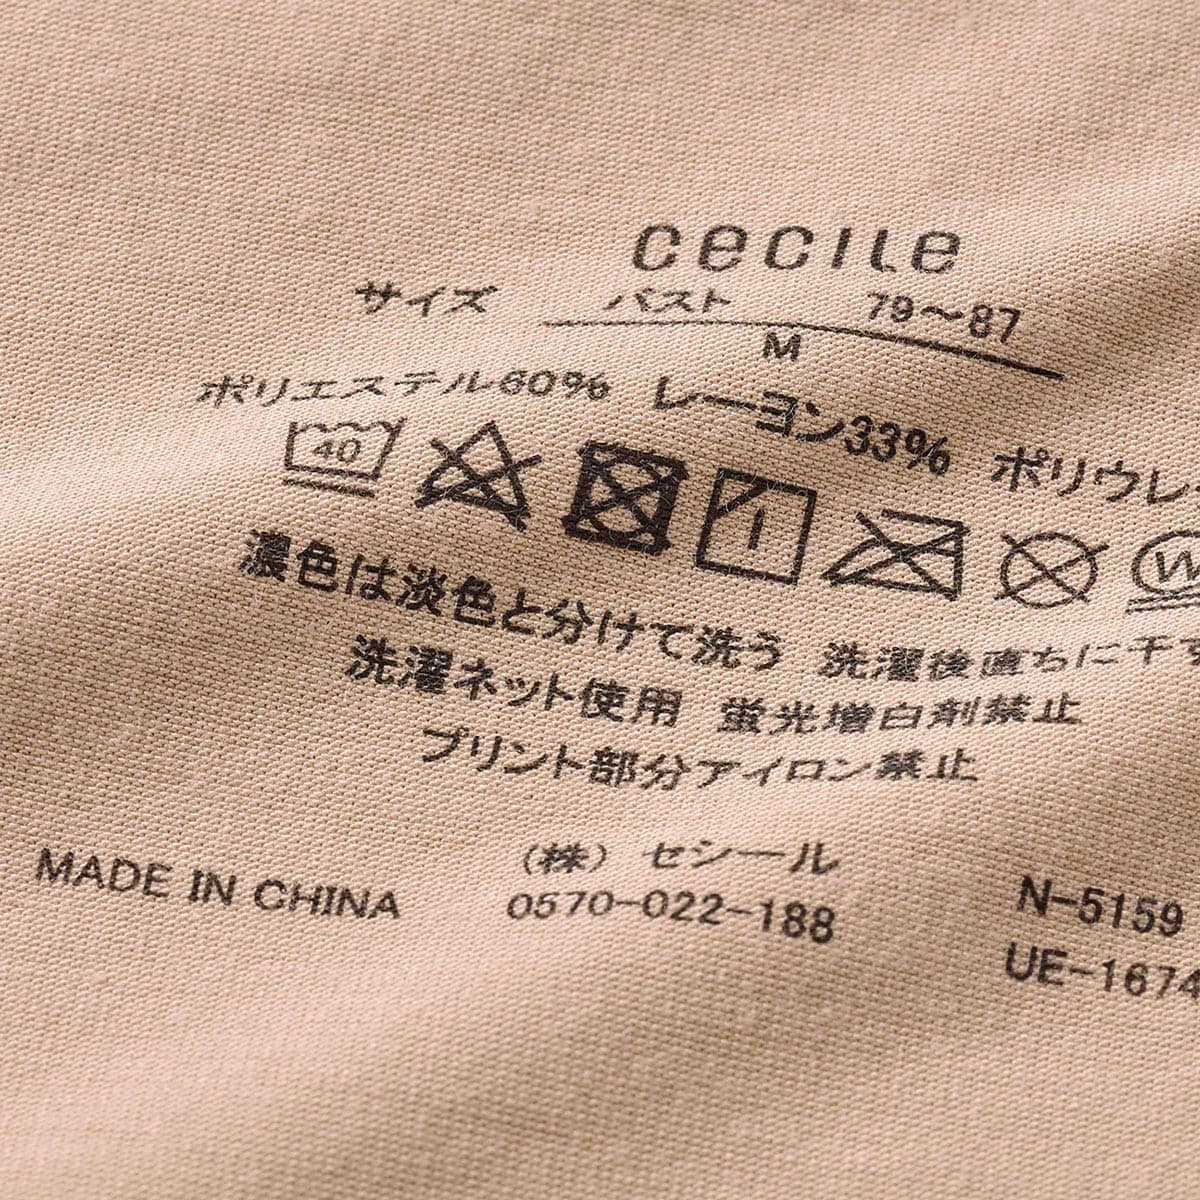 cecile
サイズ バスト 79～87
M
ポリエステル60% レーヨン33% ポリウレ
40
W
濃色は淡色と分けて洗う 洗濯後直ちに干す
洗濯ネット使用 蛍光増白剤禁止
プリント部分アイロン禁止
MADE IN CHINA
(株) セシール
0570-022-188
N-5159
UE-1674